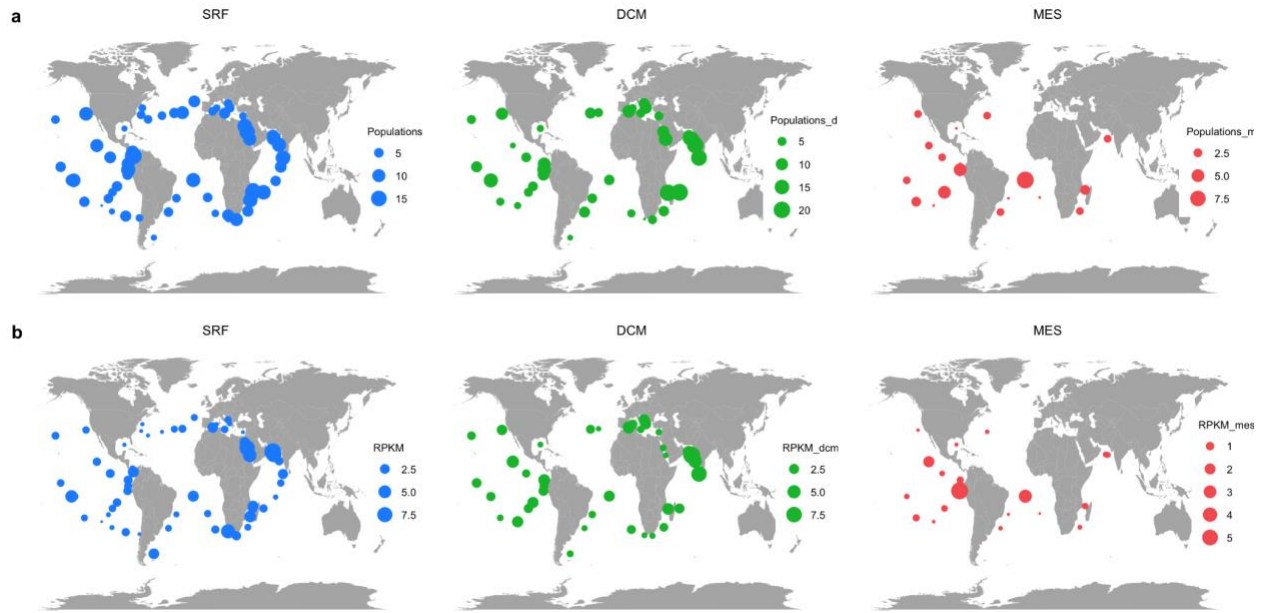 a
SRF
DCM
MES
Populations
5
10
15
Populations_d
5
10
15
20
Populations_m
2.5
5.0
7.5
b
SRF
DCM
MES
RPKM
2.5
5.0
7.5
RPKM_dcm
2.5
5.0
7.5
RPKM_mes
1
2
3
4
5